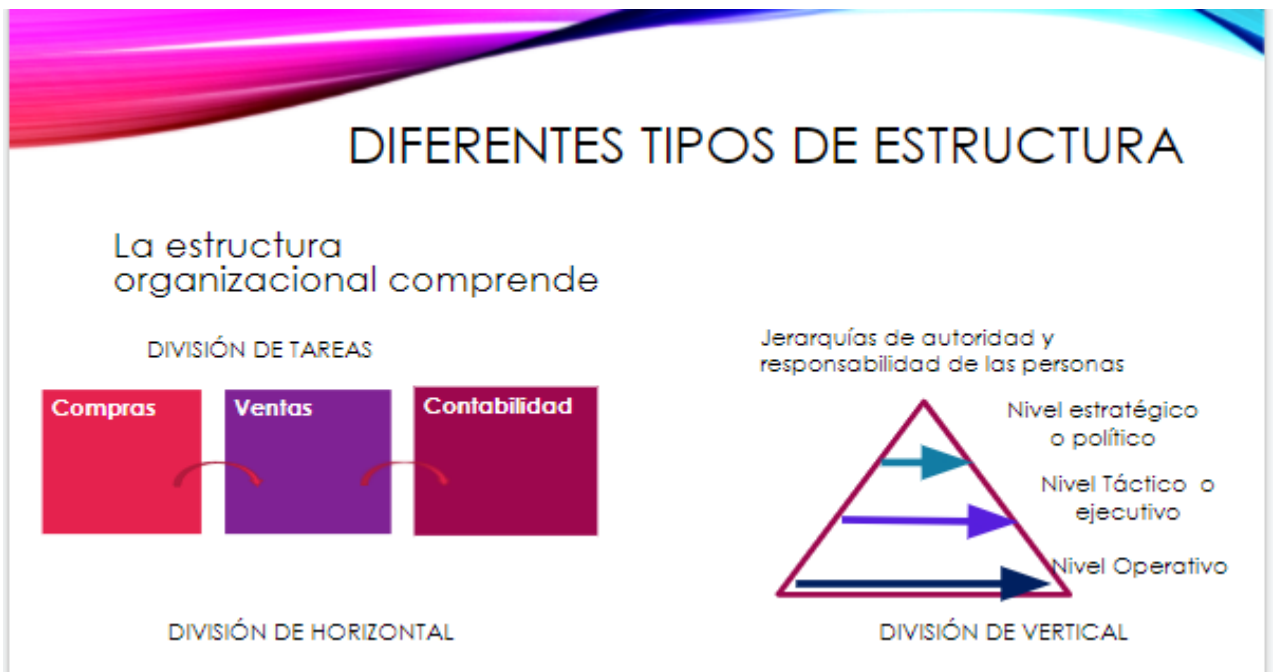 DIFERENTES TIPOS DE ESTRUCTURA
La estructura
organizacional comprende
DIVISIÓN DE TAREAS
Compras
Ventas
Contabilidad
DIVISIÓN DE HORIZONTAL
Jerarquías de autoridad y
responsabilidad de las personas
Nivel estratégico
o político
Nivel Táctico o
ejecutivo
Nivel Operativo
DIVISIÓN DE VERTICAL